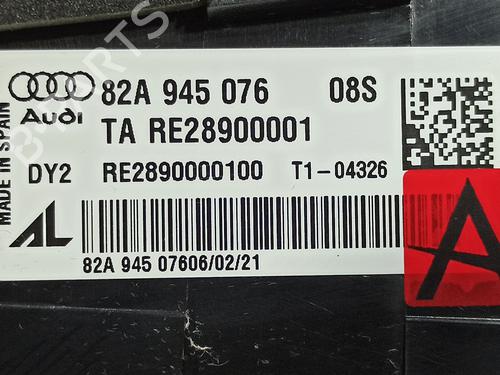 MADE IN SPAIN
Audi
82A 945 076 08S
TA RE28900001
DY2 RE2890000100 T1-04326
AL
82A 945 07606/02/21
A